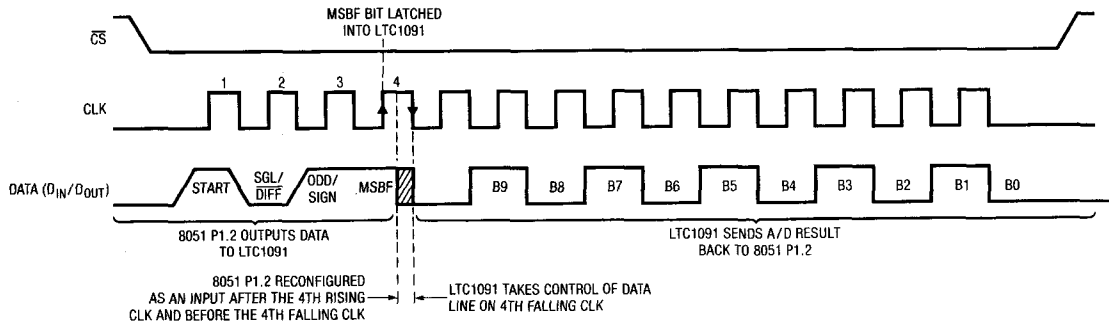 MSBF BIT LATCHED
INTO LTC1091
CS
1 2 3 4
CLK
DATA (DIN/DOUT)
START
SGL/
DIFF
ODD/
SIGN
MSBF
B9 B8 B7 B6 B5 B4 B3 B2 B1 B0
8051 P1.2 OUTPUTS DATA
TO LTC1091
LTC1091 SENDS A/D RESULT
BACK TO 8051 P1.2
8051 P1.2 RECONFIGURED
AS AN INPUT AFTER THE 4TH RISING
CLK AND BEFORE THE 4TH FALLING CLK
LTC1091 TAKES CONTROL OF DATA
LINE ON 4TH FALLING CLK